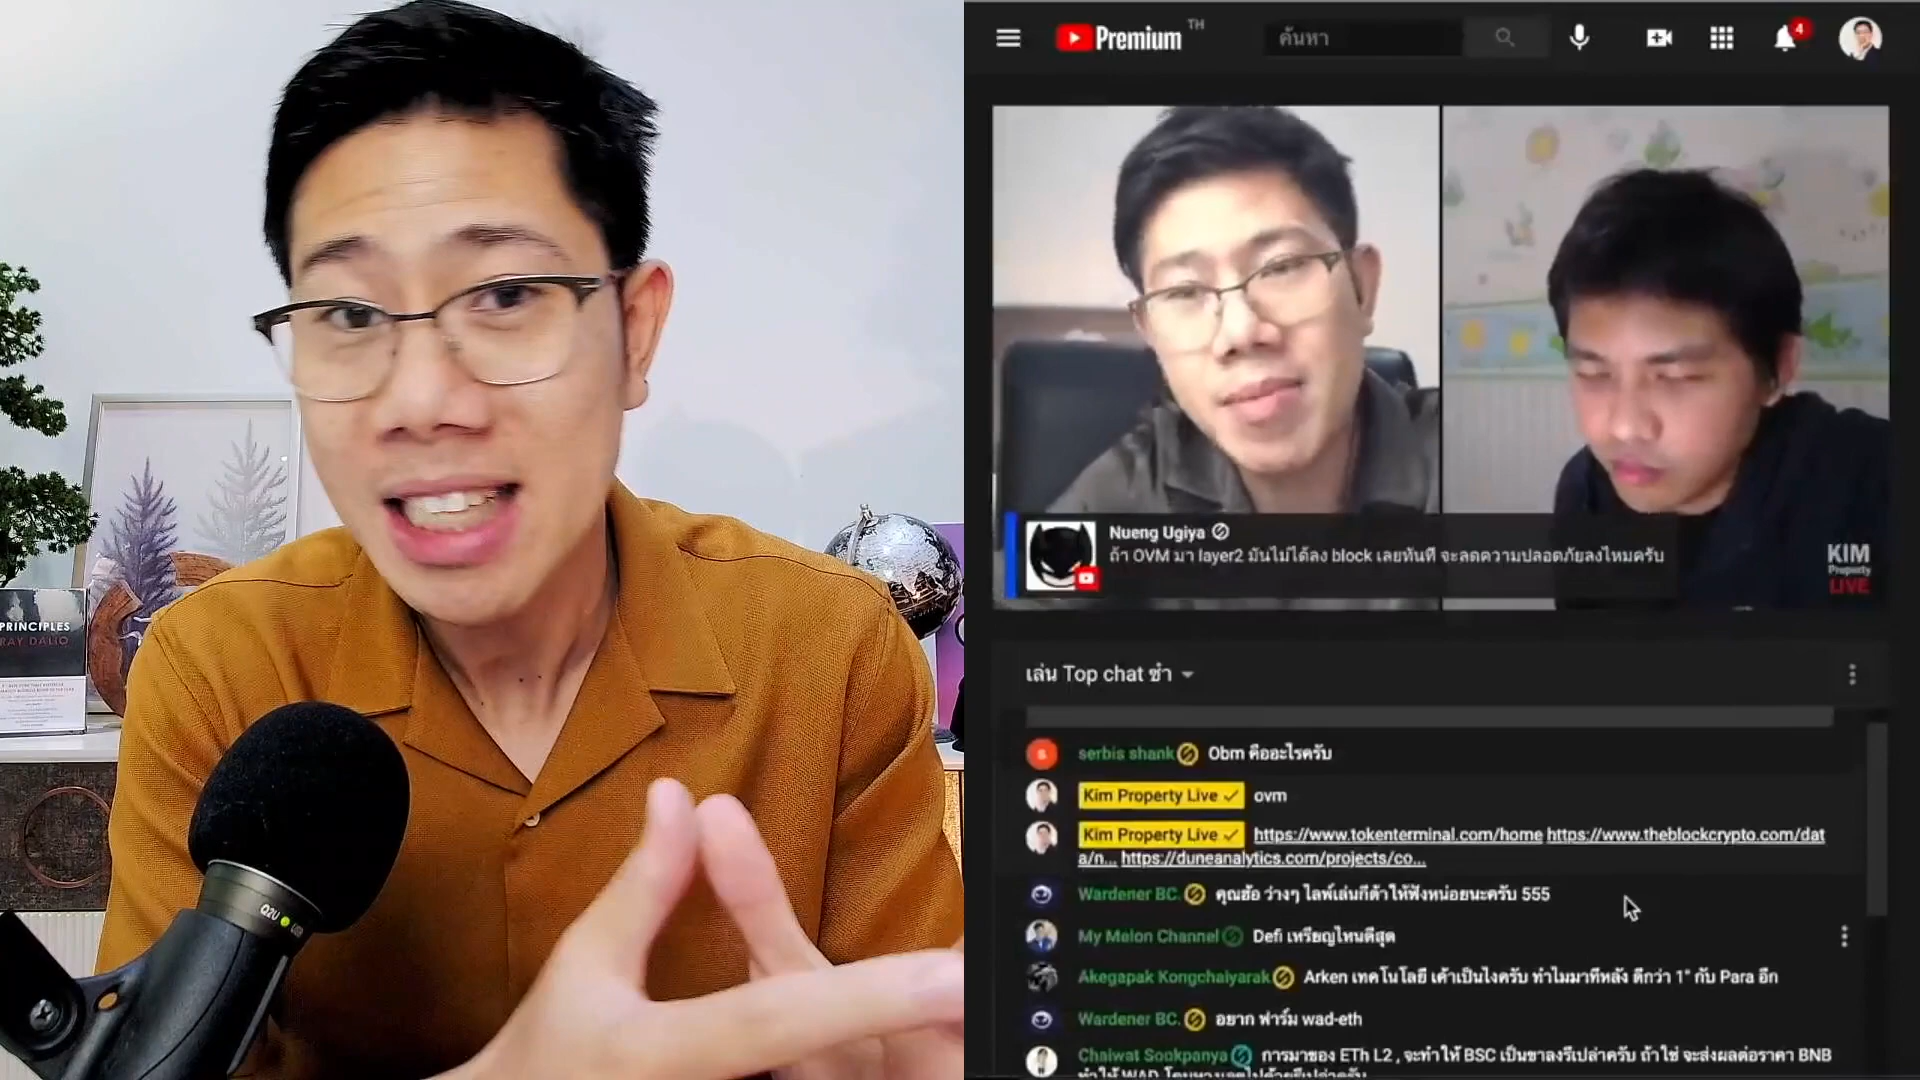 PRINCIPLES
RAY DALIO
Q2U
Premium TH
ค้นหา
4
Nueng Ugiya
ถ้า OVM มา layer2 มันไม่ได้ลง block เลยทันที จะลดความปลอดภัยลงไหมครับ
KIM
Property
LIVE
เล่น Top chat ซ้ำ
s
serbis shank Obm คืออะไรครับ
Kim Property Live ovm
Kim Property Live https://www.tokenterminal.com/home https://www.theblockcrypto.com/dat
a/n... https://duneanalytics.com/projects/co...
Wardener BC. คุณฮ้อ ว่างๆ ไลฟ์เล่นกีต้าให้ฟังหน่อยนะครับ 555
My Melon Channel Defi เหรียญไหนดีสุด
Akegapak Kongchaiyarak Arken เทคโนโลยี เค้าเป็นไงครับ ทำไมมาทีหลัง ดีกว่า 1" กับ Para อีก
Wardener BC. อยาก ฟาร์ม wad-eth
Chaiwat Sookpanya การมาของ ETh L2 , จะทำให้ BSC เป็นขาลงรึเปล่าครับ ถ้าใช่ จะส่งผลต่อราคา BNB